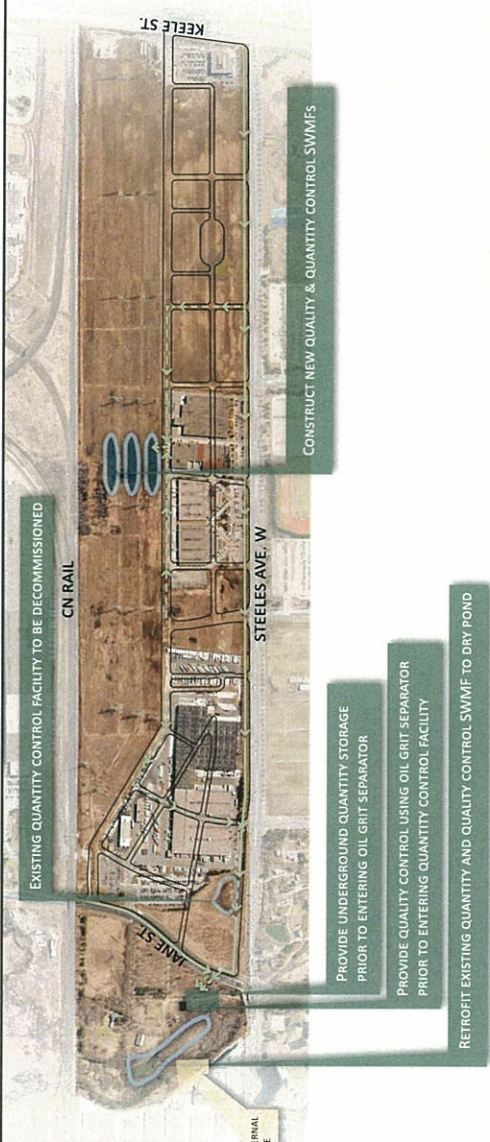 KEELE ST.
CONSTRUCT NEW QUALITY & QUANTITY CONTROL SWMFS
EXISTING QUANTITY CONTROL FACILITY TO BE DECOMMISSIONED
CN RAIL
STEELES AVE. W
JANE ST.
PROVIDE UNDERGROUND QUANTITY STORAGE
PRIOR TO ENTERING OIL GRIT SEPARATOR
PROVIDE QUALITY CONTROL USING OIL GRIT SEPARATOR
PRIOR TO ENTERING QUANTITY CONTROL FACILITY
RETROFIT EXISTING QUANTITY AND QUALITY CONTROL SWMF TO DRY POND